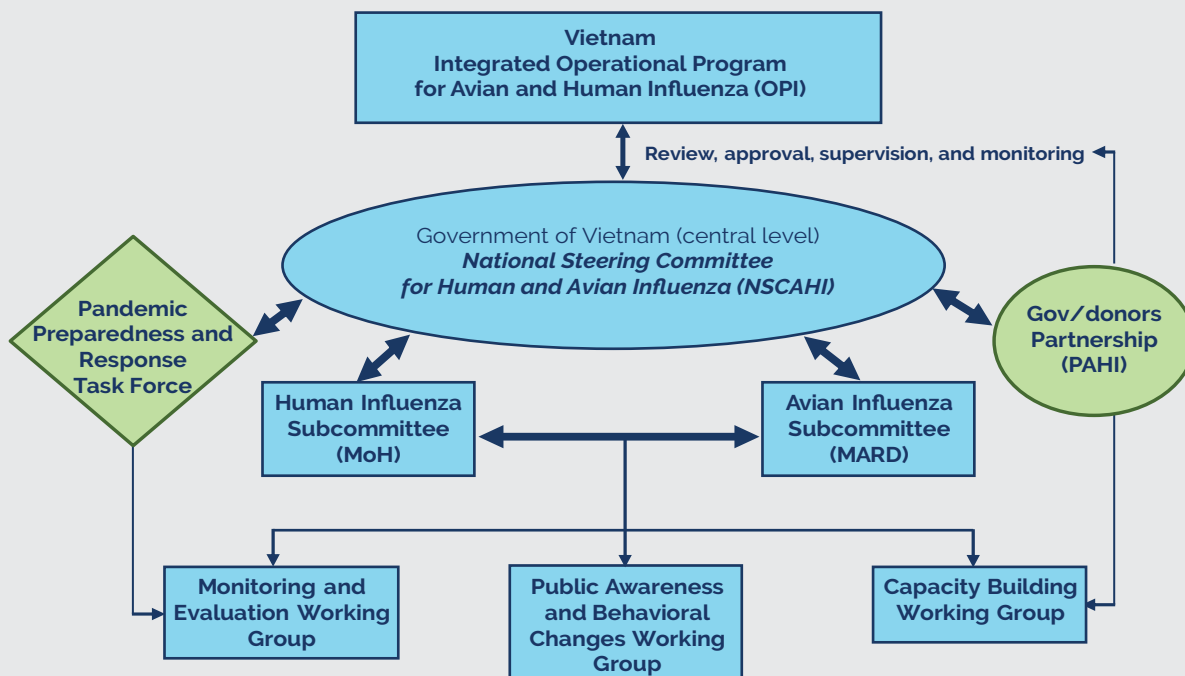 Vietnam
Integrated Operational Program
for Avian and Human Influenza (OPI)
Review, approval, supervision, and monitoring
Government of Vietnam (central level)
National Steering Committee
for Human and Avian Influenza (NSCAHI)
Pandemic
Preparedness and
Response
Task Force
Gov/donors
Partnership
(PAHI)
Human Influenza
Subcommittee
(MoH)
Avian Influenza
Subcommittee
(MARD)
Monitoring and
Evaluation Working
Group
Public Awareness
and Behavioral
Changes Working
Group
Capacity Building
Working Group